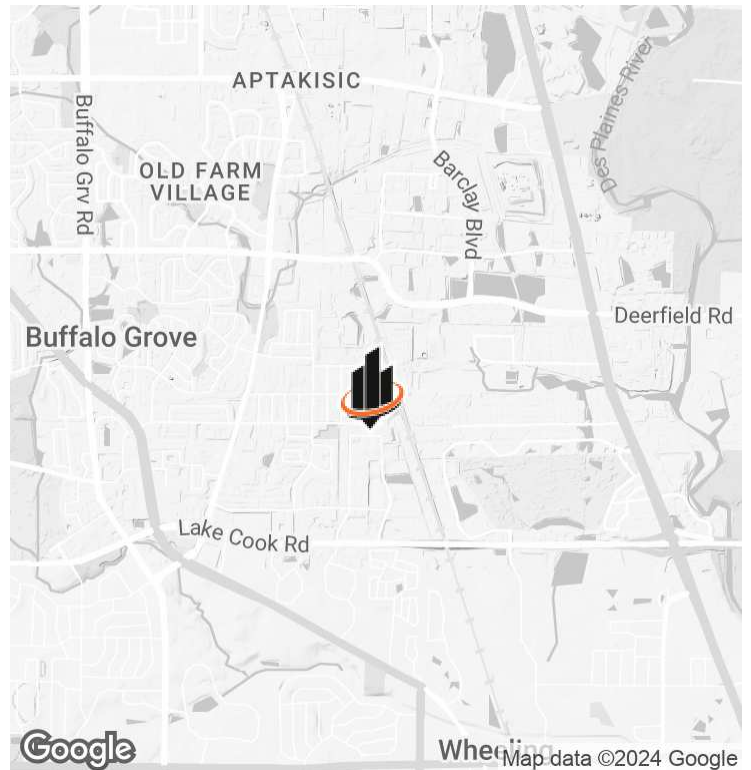 APTAKISIC
Buffalo Grv Rd
OLD FARM
VILLAGE
Barclay Blvd
Des Plaines River
Deerfield Rd
Buffalo Grove
Lake Cook Rd
Google
Wheeling
Map data ©2024 Google